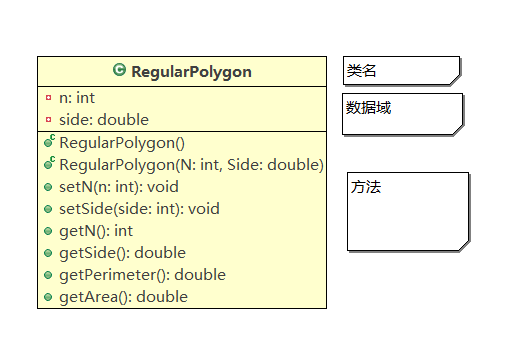 RegularPolygon
类名
n: int
side: double
数据域
RegularPolygon()
RegularPolygon(N: int, Side: double)
setN(n: int): void
setSide(side: int): void
getN(): int
getSide(): double
getPerimeter(): double
getArea(): double
方法